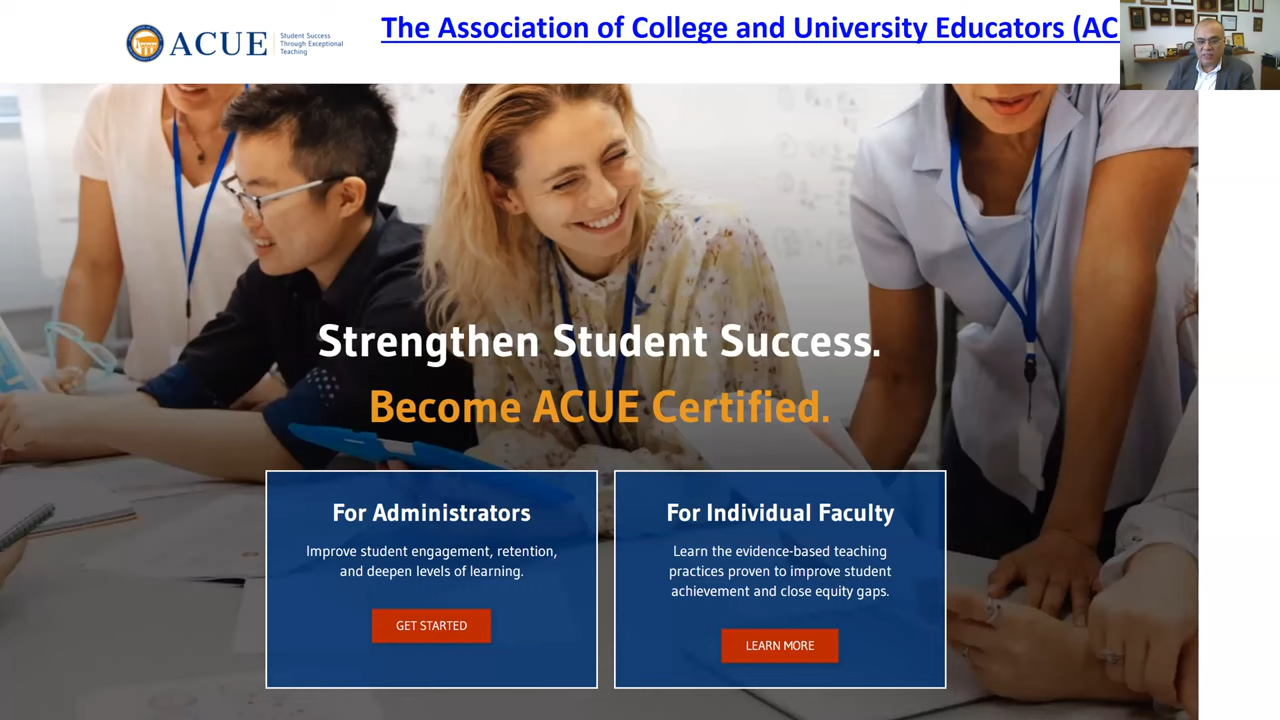 ACUE
Student Success
Through Exceptional
Teaching
The Association of College and University Educators (AC
Strengthen Student Success.
Become ACUE Certified.
For Administrators
Improve student engagement, retention,
and deepen levels of learning.
GET STARTED
For Individual Faculty
Learn the evidence-based teaching
practices proven to improve student
achievement and close equity gaps.
LEARN MORE